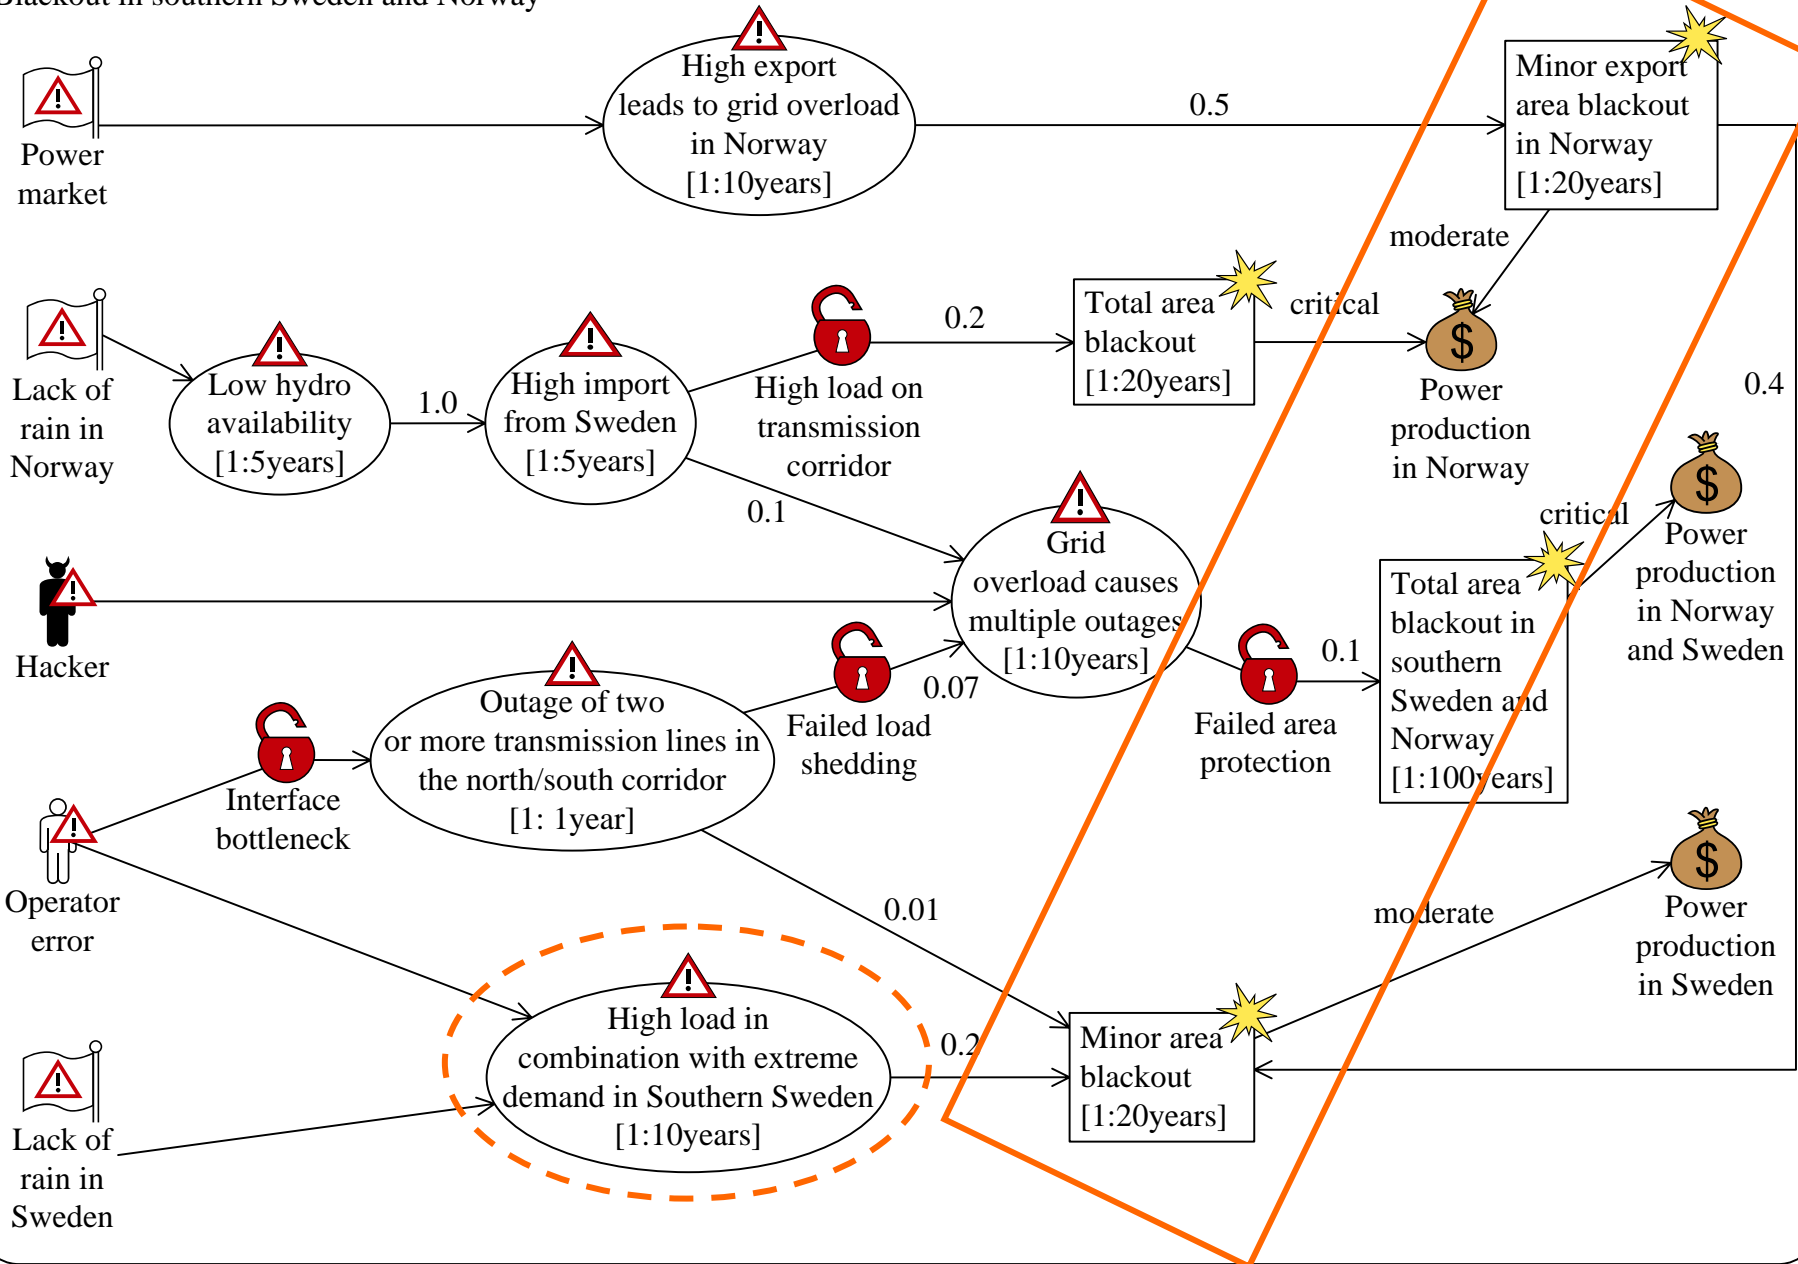 Blackout in southern Sweden and Norway
Power
market
High export
leads to grid overload
in Norway
[1:10years]
0.5
Minor export
area blackout
in Norway
[1:20years]
moderate
Lack of
rain in
Norway
Low hydro
availability
[1:5years]
1.0
High import
from Sweden
[1:5years]
High load on
transmission
corridor
0.2
Total area
blackout
[1:20years]
critical
$
Power
production
in Norway
0.4
0.1
Hacker
Grid
overload causes
multiple outages
[1:10years]
Failed area
protection
0.1
Total area
blackout in
southern
Sweden and
Norway
[1:100years]
critical
$
Power
production
in Norway
and Sweden
Operator
error
Interface
bottleneck
Outage of two
or more transmission lines in
the north/south corridor
[1: 1year]
Failed load
shedding
0.07
0.01
Lack of
rain in
Sweden
High load in
combination with extreme
demand in Southern Sweden
[1:10years]
0.2
Minor area
blackout
[1:20years]
moderate
$
Power
production
in Sweden